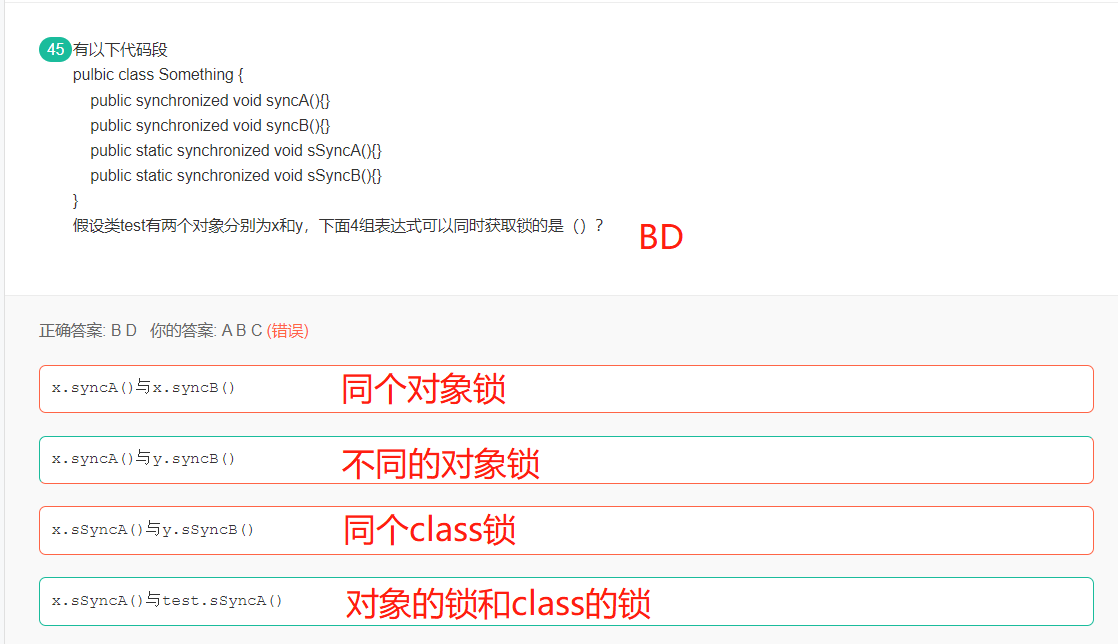 45 有以下代码段
pulbic class Something {
public synchronized void syncA(){}
public synchronized void syncB(){}
public static synchronized void sSyncA(){}
public static synchronized void sSyncB(){}
}
假设类test有两个对象分别为x和y，下面4组表达式可以同时获取锁的是（）？ BD
正确答案: B D 你的答案: A B C (错误)
x.syncA()与x.syncB() 同个对象锁
x.syncA()与y.syncB() 不同的对象锁
x.sSyncA()与y.sSyncB() 同个class锁
x.sSyncA()与test.sSyncA() 对象的锁和class的锁